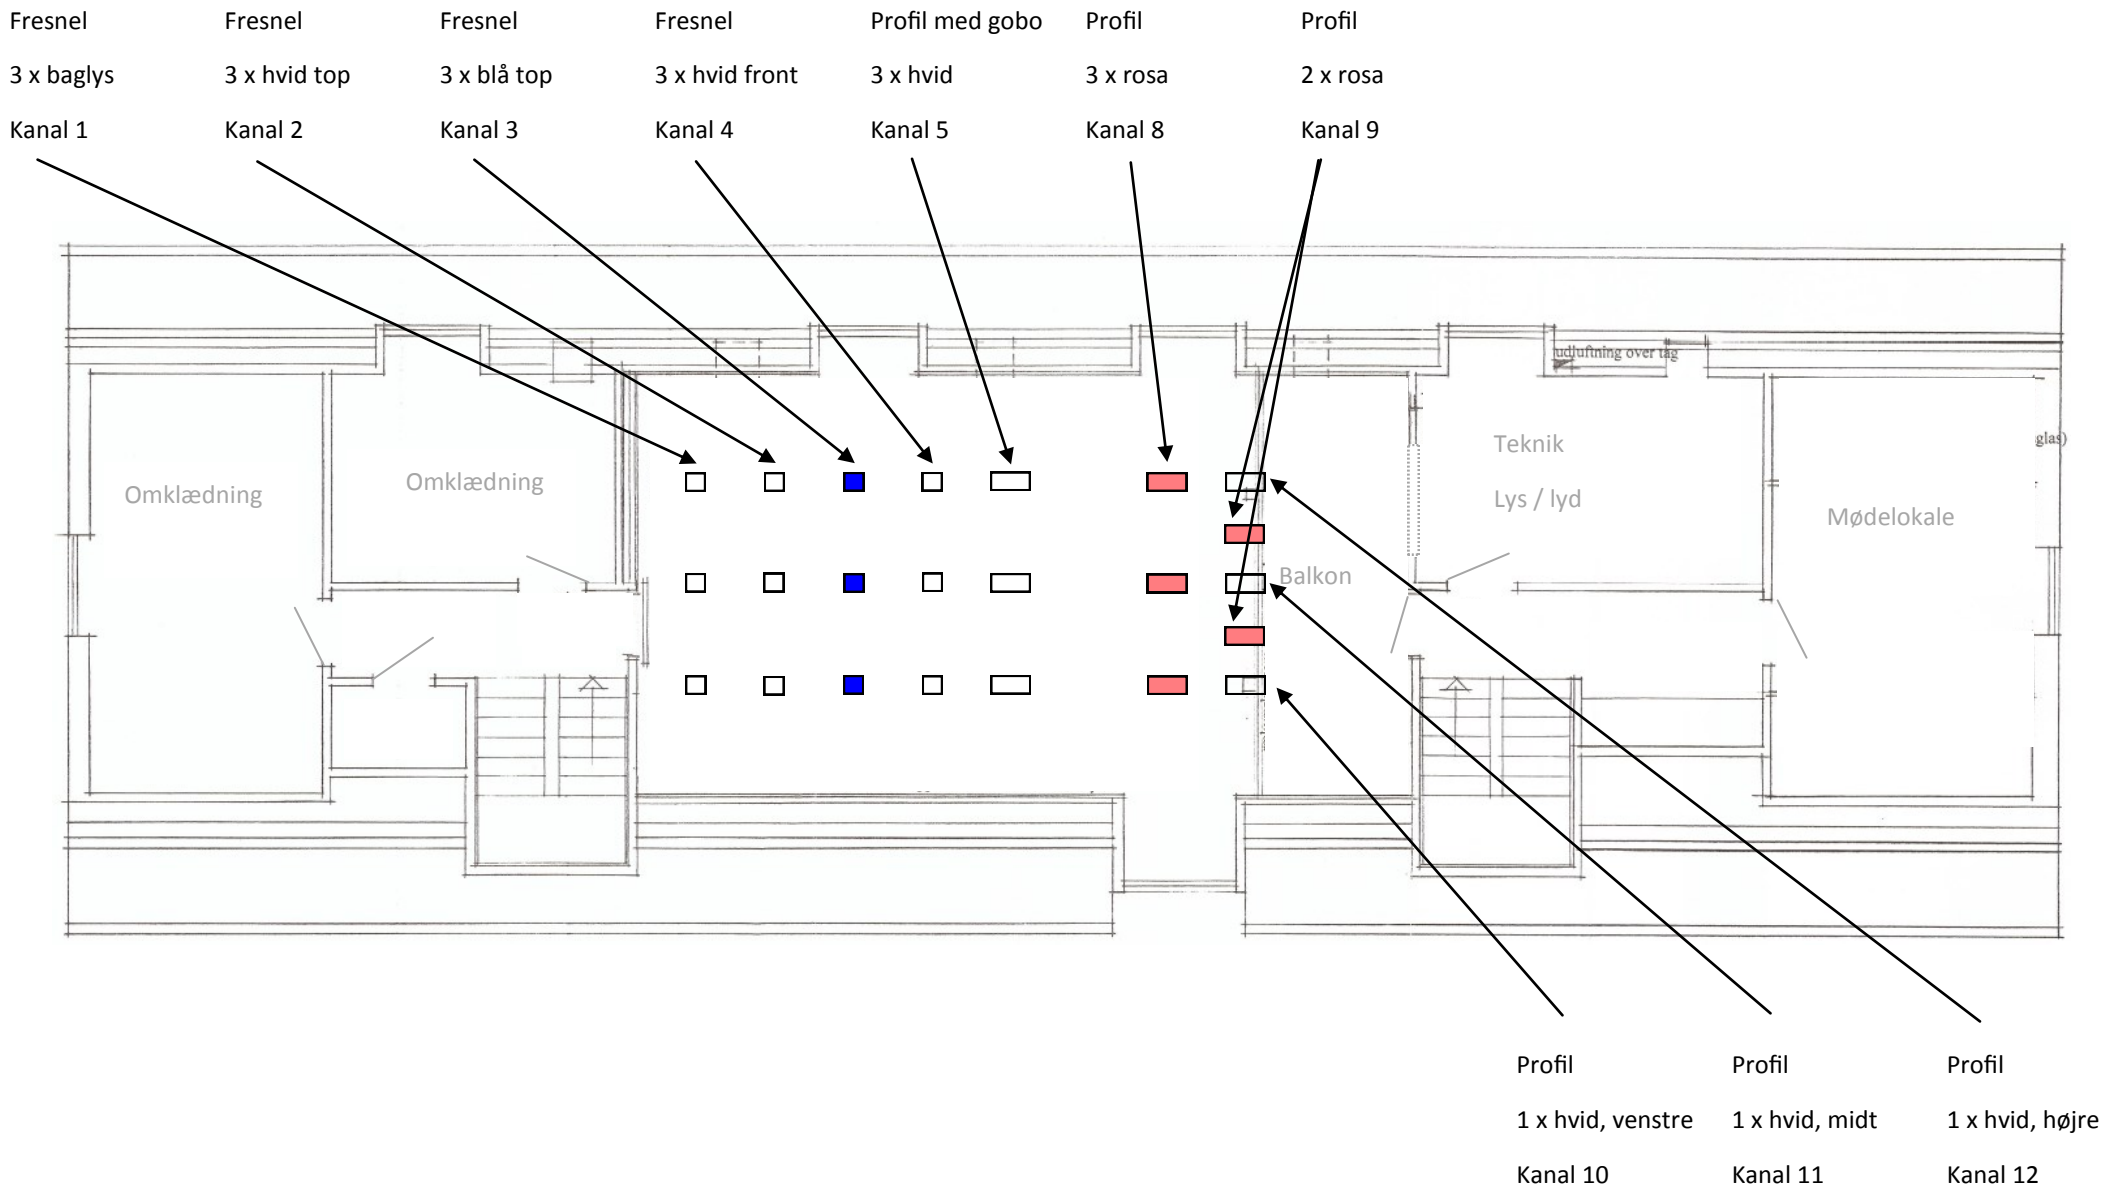 Fresnel
3 x baglys
Kanal 1
Fresnel
3 x hvid top
Kanal 2
Fresnel
3 x blå top
Kanal 3
Fresnel
3 x hvid front
Kanal 4
Profil med gobo
3 x hvid
Kanal 5
Profil
3 x rosa
Kanal 8
Profil
2 x rosa
Kanal 9
udluftning over tag
glas)
Omklædning
Omklædning
Teknik
Lys / lyd
Mødelokale
Balkon
Profil
1 x hvid, venstre
Kanal 10
Profil
1 x hvid, midt
Kanal 11
Profil
1 x hvid, højre
Kanal 12